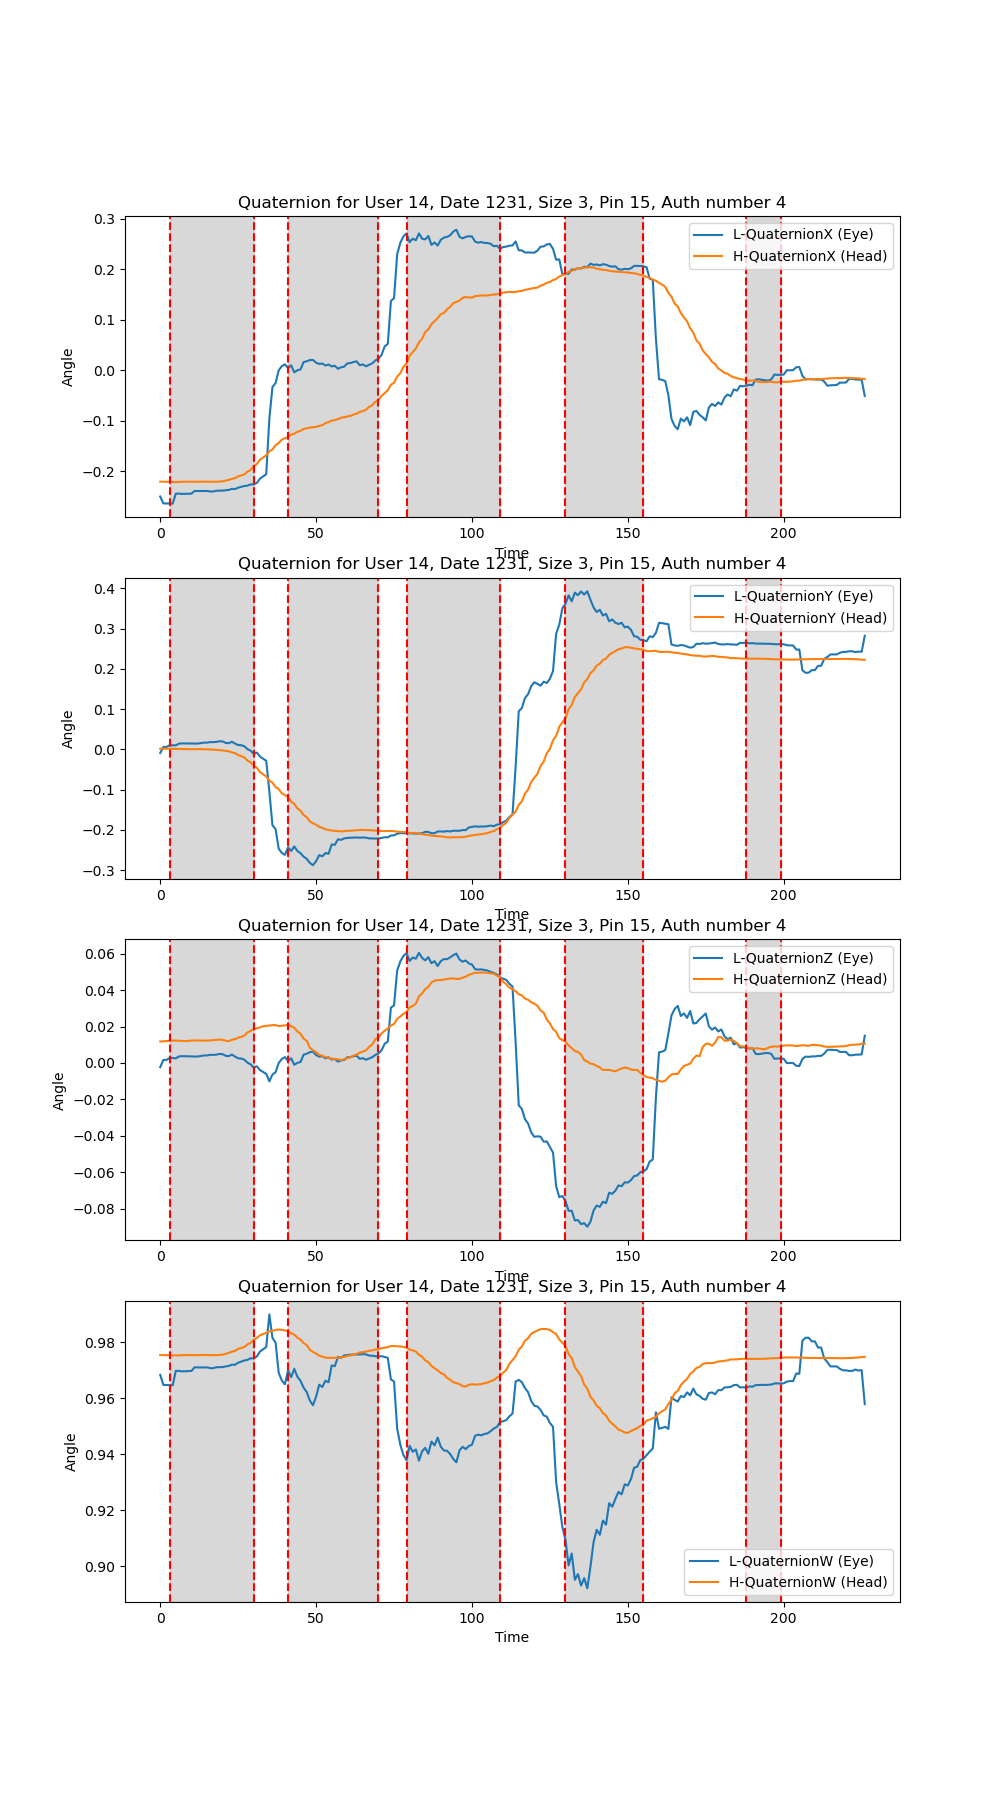 Quaternion for User 14, Date 1231, Size 3, Pin 15, Auth number 4
0.3
0.2
0.1
0.0
−0.1
−0.2
Angle
L-QuaternionX (Eye)
H-QuaternionX (Head)
0 50 100 150 200
Time
Quaternion for User 14, Date 1231, Size 3, Pin 15, Auth number 4
0.4
0.3
0.2
0.1
0.0
−0.1
−0.2
−0.3
Angle
L-QuaternionY (Eye)
H-QuaternionY (Head)
0 50 100 150 200
Time
Quaternion for User 14, Date 1231, Size 3, Pin 15, Auth number 4
0.06
0.04
0.02
0.00
−0.02
−0.04
−0.06
−0.08
Angle
L-QuaternionZ (Eye)
H-QuaternionZ (Head)
0 50 100 150 200
Time
Quaternion for User 14, Date 1231, Size 3, Pin 15, Auth number 4
0.98
0.96
0.94
0.92
0.90
Angle
L-QuaternionW (Eye)
H-QuaternionW (Head)
0 50 100 150 200
Time